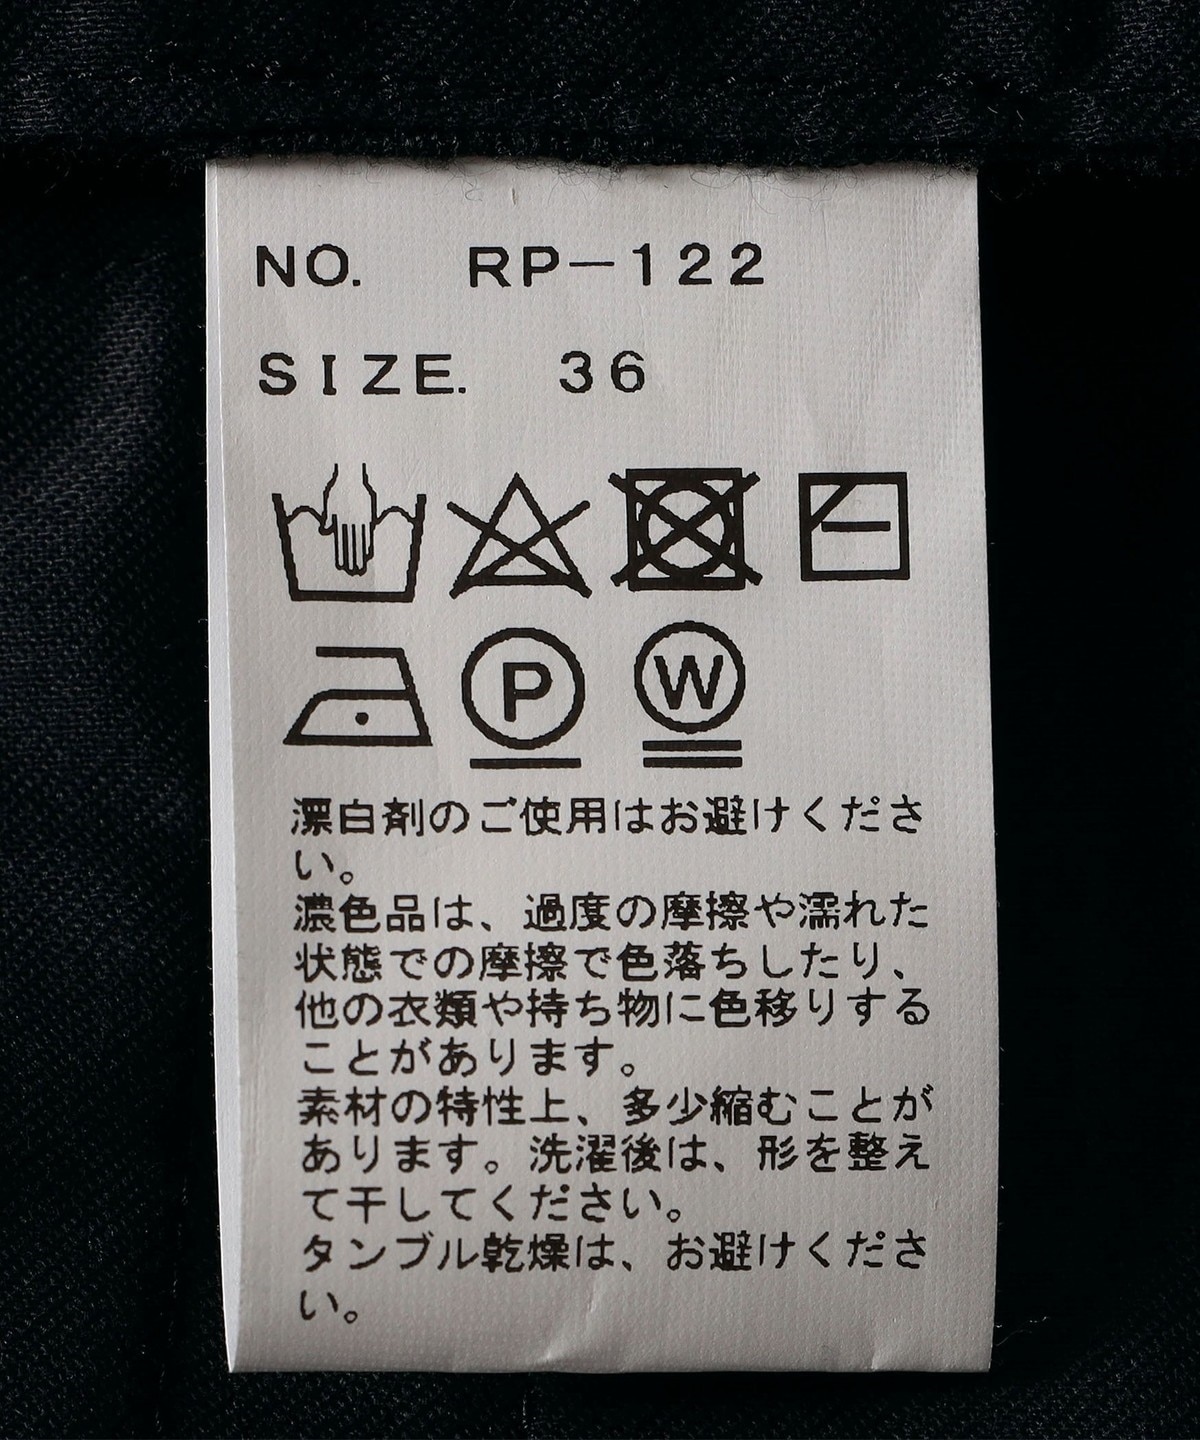 NO. RP-122
SIZE. 36
P
W
漂白剤のご使用はお避けくださ
い。
濃色品は、過度の摩擦や濡れた
状態での摩擦で色落ちしたり、
他の衣類や持ち物に色移りする
ことがあります。
素材の特性上、多少縮むことが
あります。洗濯後は、形を整え
て干してください。
タンブル乾燥は、お避けくださ
い。